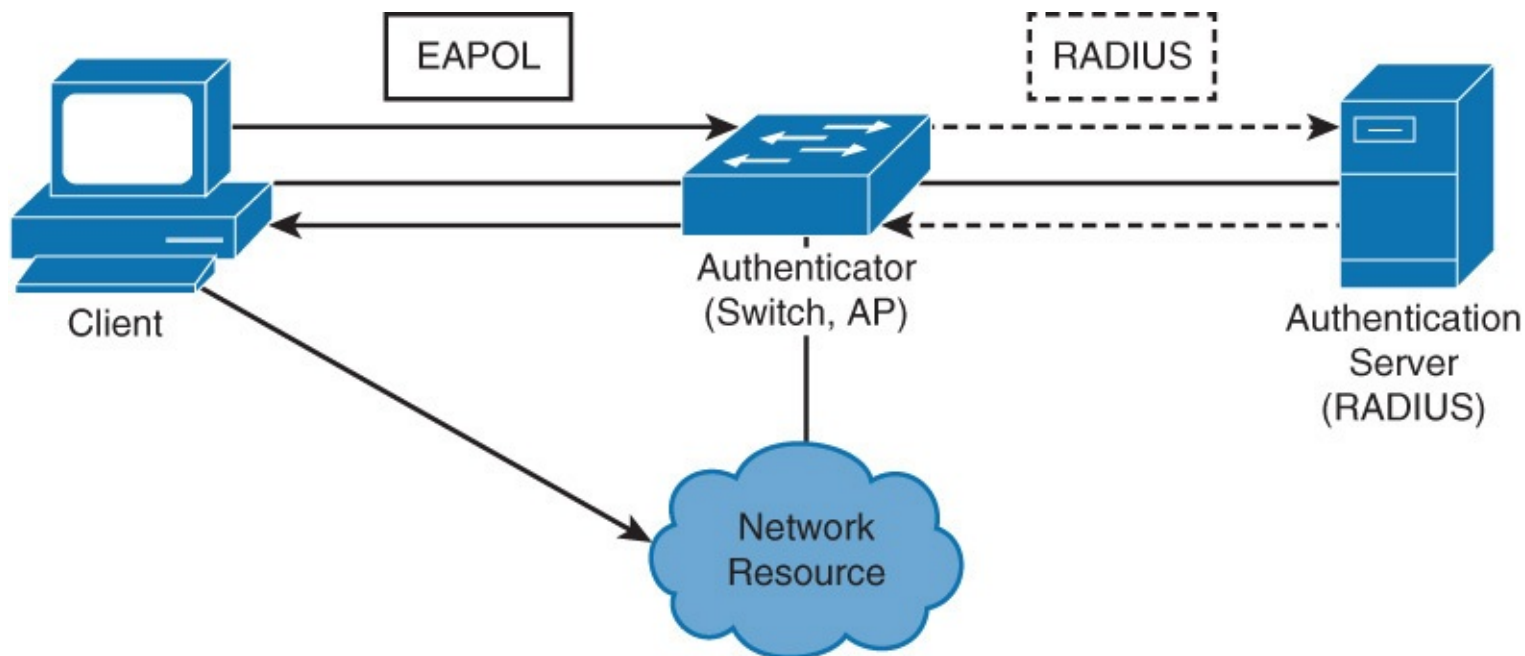 EAPOL
RADIUS
Client
Authenticator
(Switch, AP)
Authentication
Server
(RADIUS)
Network
Resource